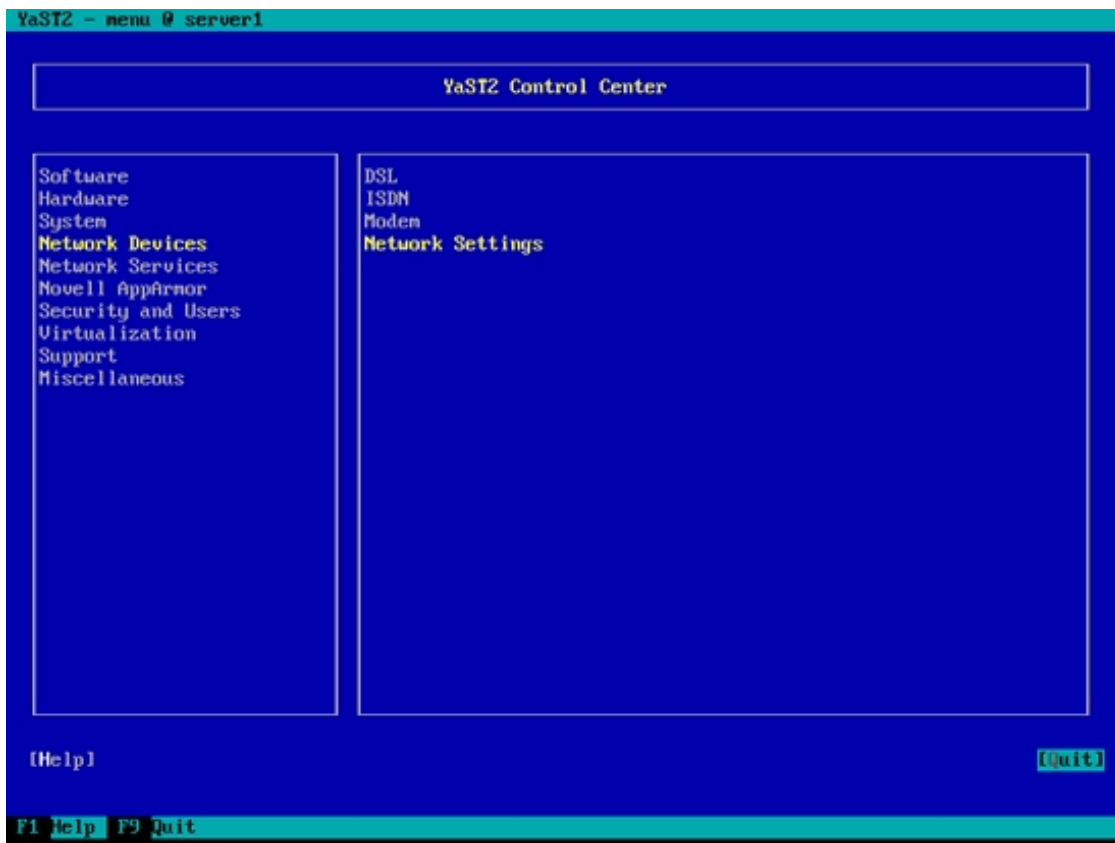 YaST2 - menu @ server1
YaST2 Control Center
Software
Hardware
System
Network Devices
Network Services
Novell AppArmor
Security and Users
Virtualization
Support
Miscellaneous
DSL
ISDN
Modem
Network Settings
[Help]
[Quit]
F1 Help F9 Quit